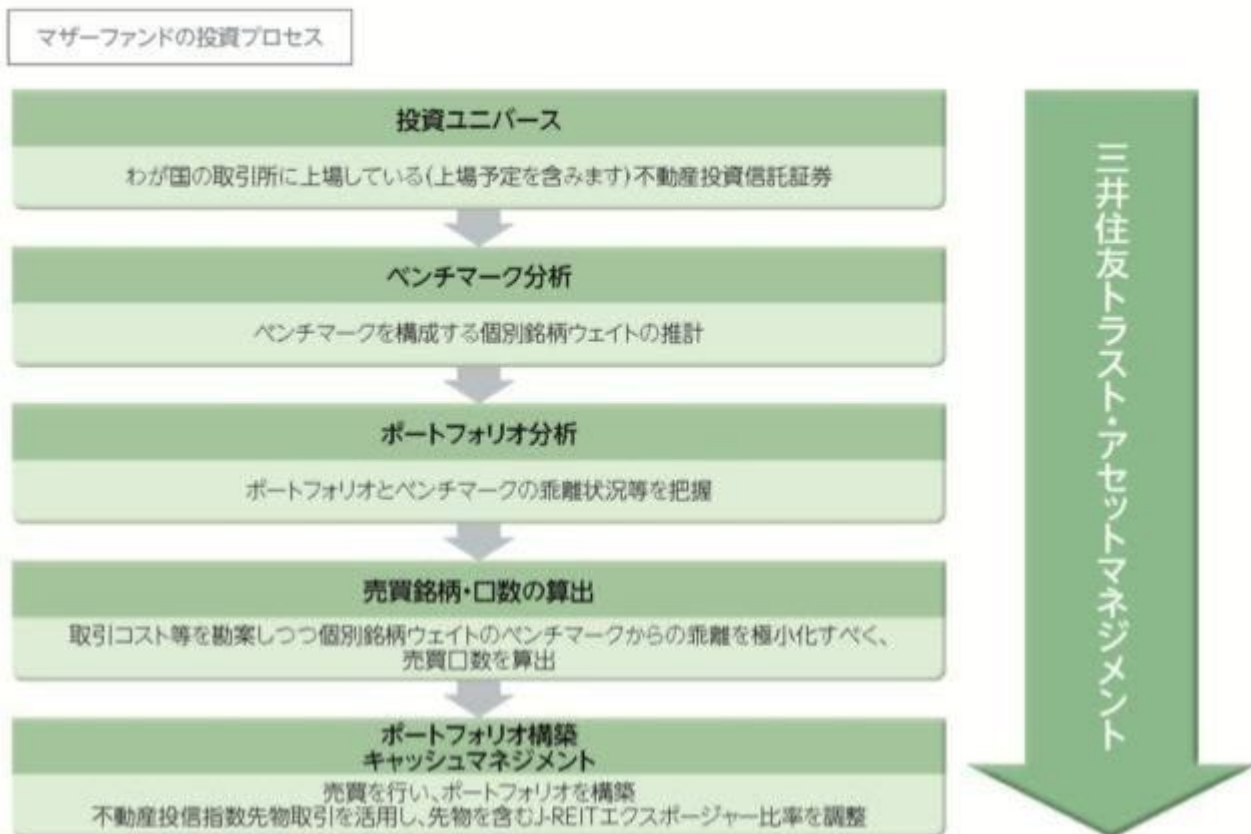 マザーファンドの投資プロセス
投資ユニバース
わが国の取引所に上場している(上場予定を含みます)不動産投資信託証券
ベンチマーク分析
ベンチマークを構成する個別銘柄ウェイトの推計
ポートフォリオ分析
ポートフォリオとベンチマークの乖離状況等を把握
売買銘柄・口数の算出
取引コスト等を勘案しつつ個別銘柄ウェイトのベンチマークからの乖離を極小化すべく、
売買口数を算出
ポートフォリオ構築
キャッシュマネジメント
売買を行い、ポートフォリオを構築
不動産投信指数先物取引を活用し、先物を含むJ-REITエクスポージャー比率を調整
三井住友トラスト・アセットマネジメント